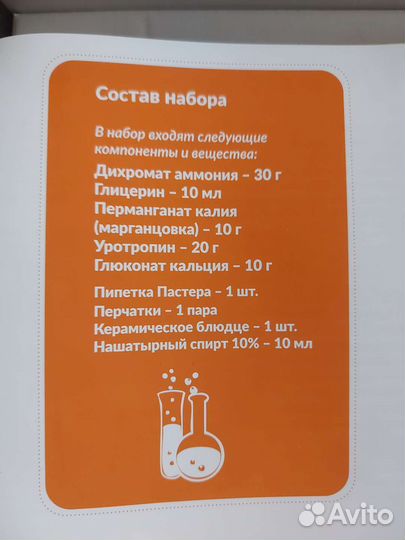 Состав набора
В набор входят следующие
компоненты и вещества:
Дихромат аммония – 30 г
Глицерин – 10 мл
Перманганат калия
(марганцовка) – 10 г
Уротропин – 20 г
Глюконат кальция – 10 г
Пипетка Пастера – 1 шт.
Перчатки – 1 пара
Керамическое блюдце – 1 шт.
Нашатырный спирт 10% – 10 мл
Avito